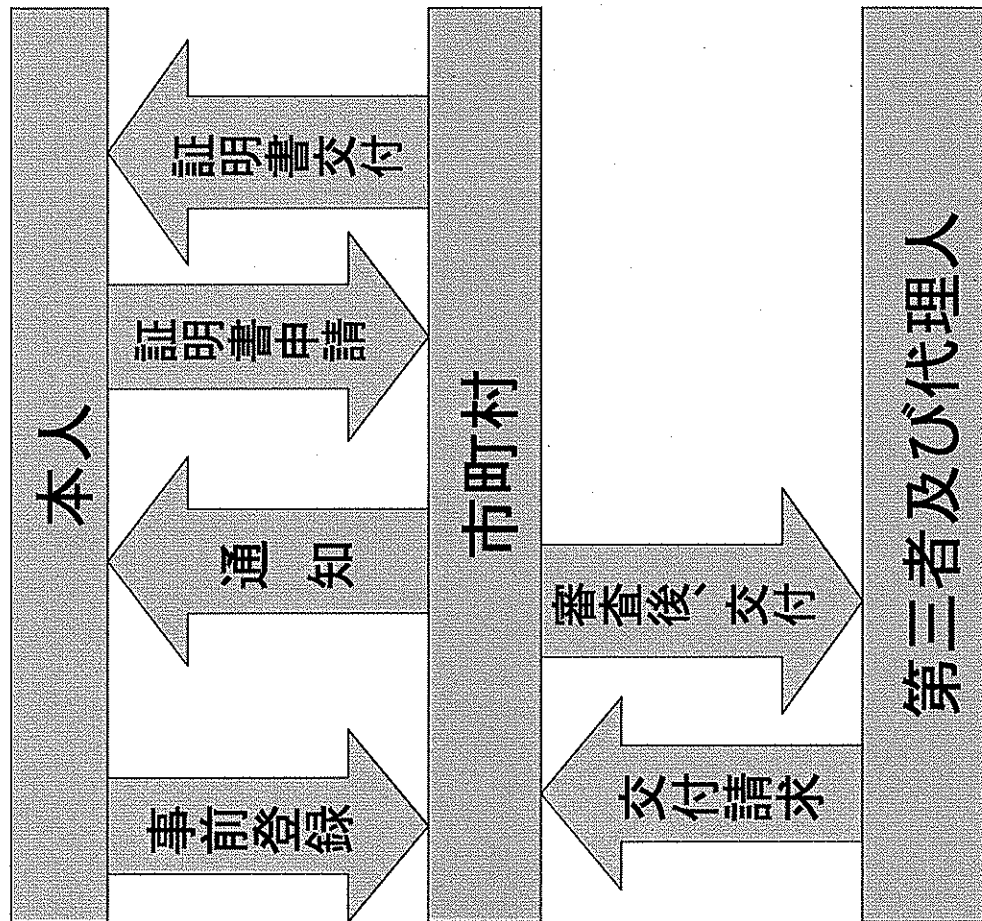 本人
証明書交付
証明書申請
通知
事前登録
市町村
審査後、交付
交付請求
第三者及び代理人